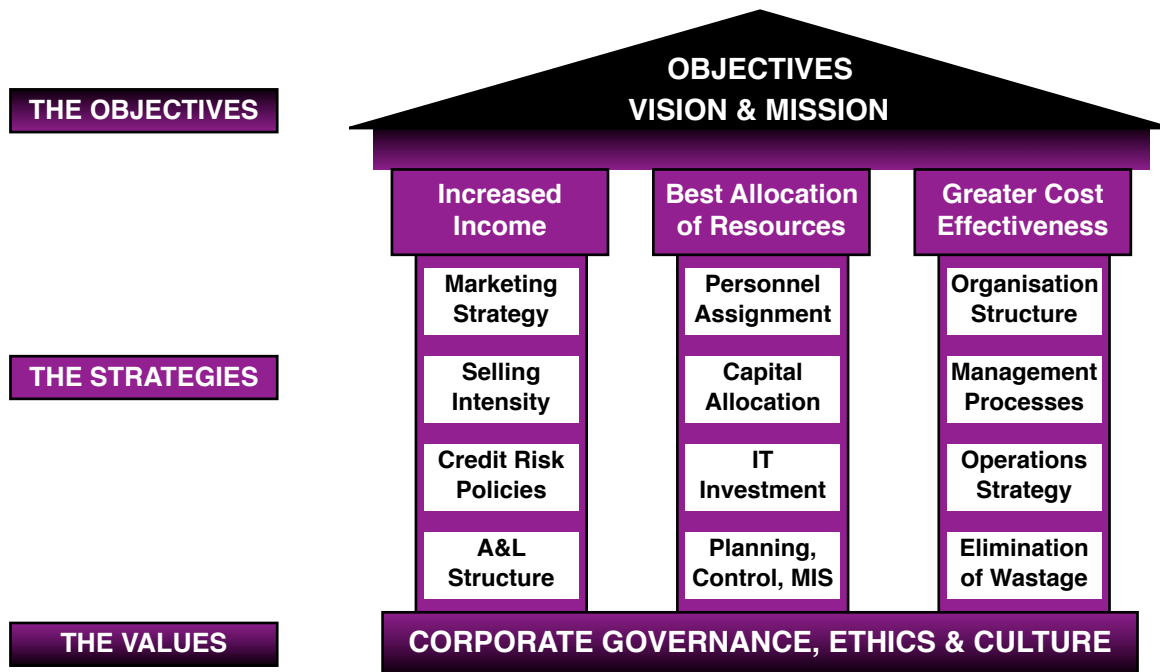 THE OBJECTIVES
OBJECTIVES
VISION & MISSION
Increased
Income
Best Allocation
of Resources
Greater Cost
Effectiveness
THE STRATEGIES
Marketing
Strategy
Selling
Intensity
Credit Risk
Policies
A&L
Structure
Personnel
Assignment
Capital
Allocation
IT
Investment
Planning,
Control, MIS
Organisation
Structure
Management
Processes
Operations
Strategy
Elimination
of Wastage
THE VALUES
CORPORATE GOVERNANCE, ETHICS & CULTURE